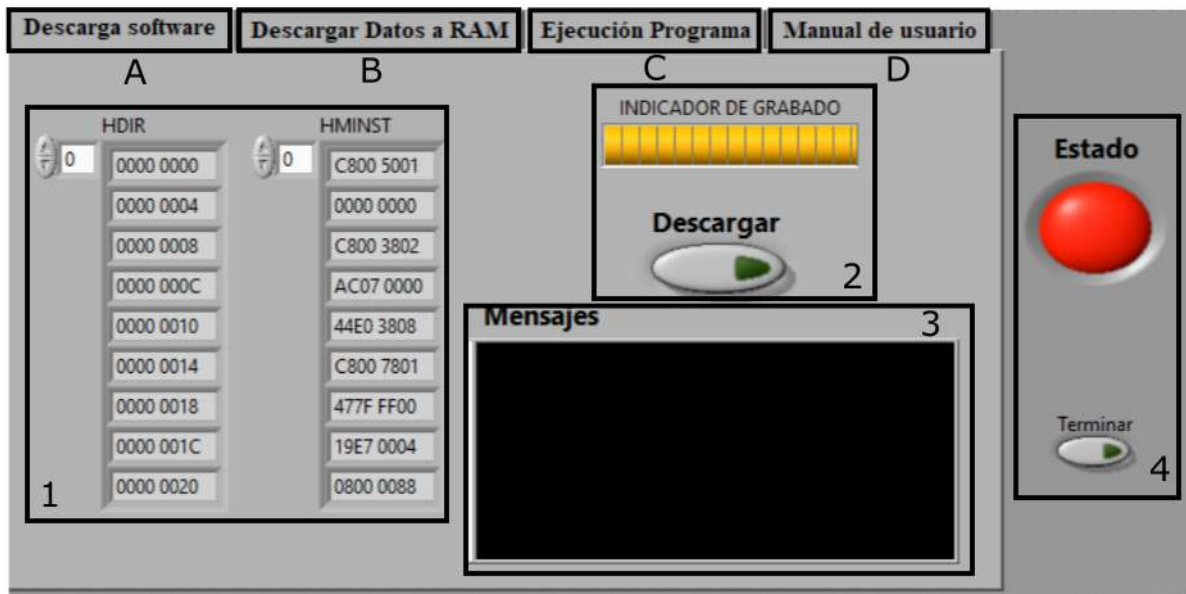 Descarga software Descargar Datos a RAM Ejecución Programa Manual de usuario
A B C D
HDIR HMINST
0 0
0000 0000 C800 5001
0000 0004 0000 0000
0000 0008 C800 3802
0000 000C AC07 0000
0000 0010 44E0 3808
0000 0014 C800 7801
0000 0018 477F FF00
0000 001C 19E7 0004
0000 0020 0800 0088
1
INDICADOR DE GRABADO
Descargar
2
Mensajes 3
Estado
Terminar
4